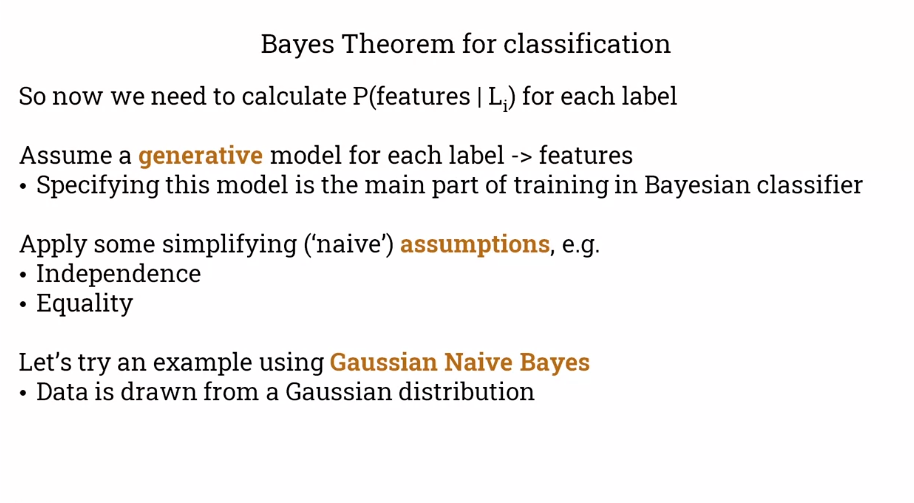 Bayes Theorem for classification
So now we need to calculate P(features | Lᵢ) for each label
Assume a generative model for each label -> features
• Specifying this model is the main part of training in Bayesian classifier
Apply some simplifying (‘naive’) assumptions, e.g.
• Independence
• Equality
Let’s try an example using Gaussian Naive Bayes
• Data is drawn from a Gaussian distribution